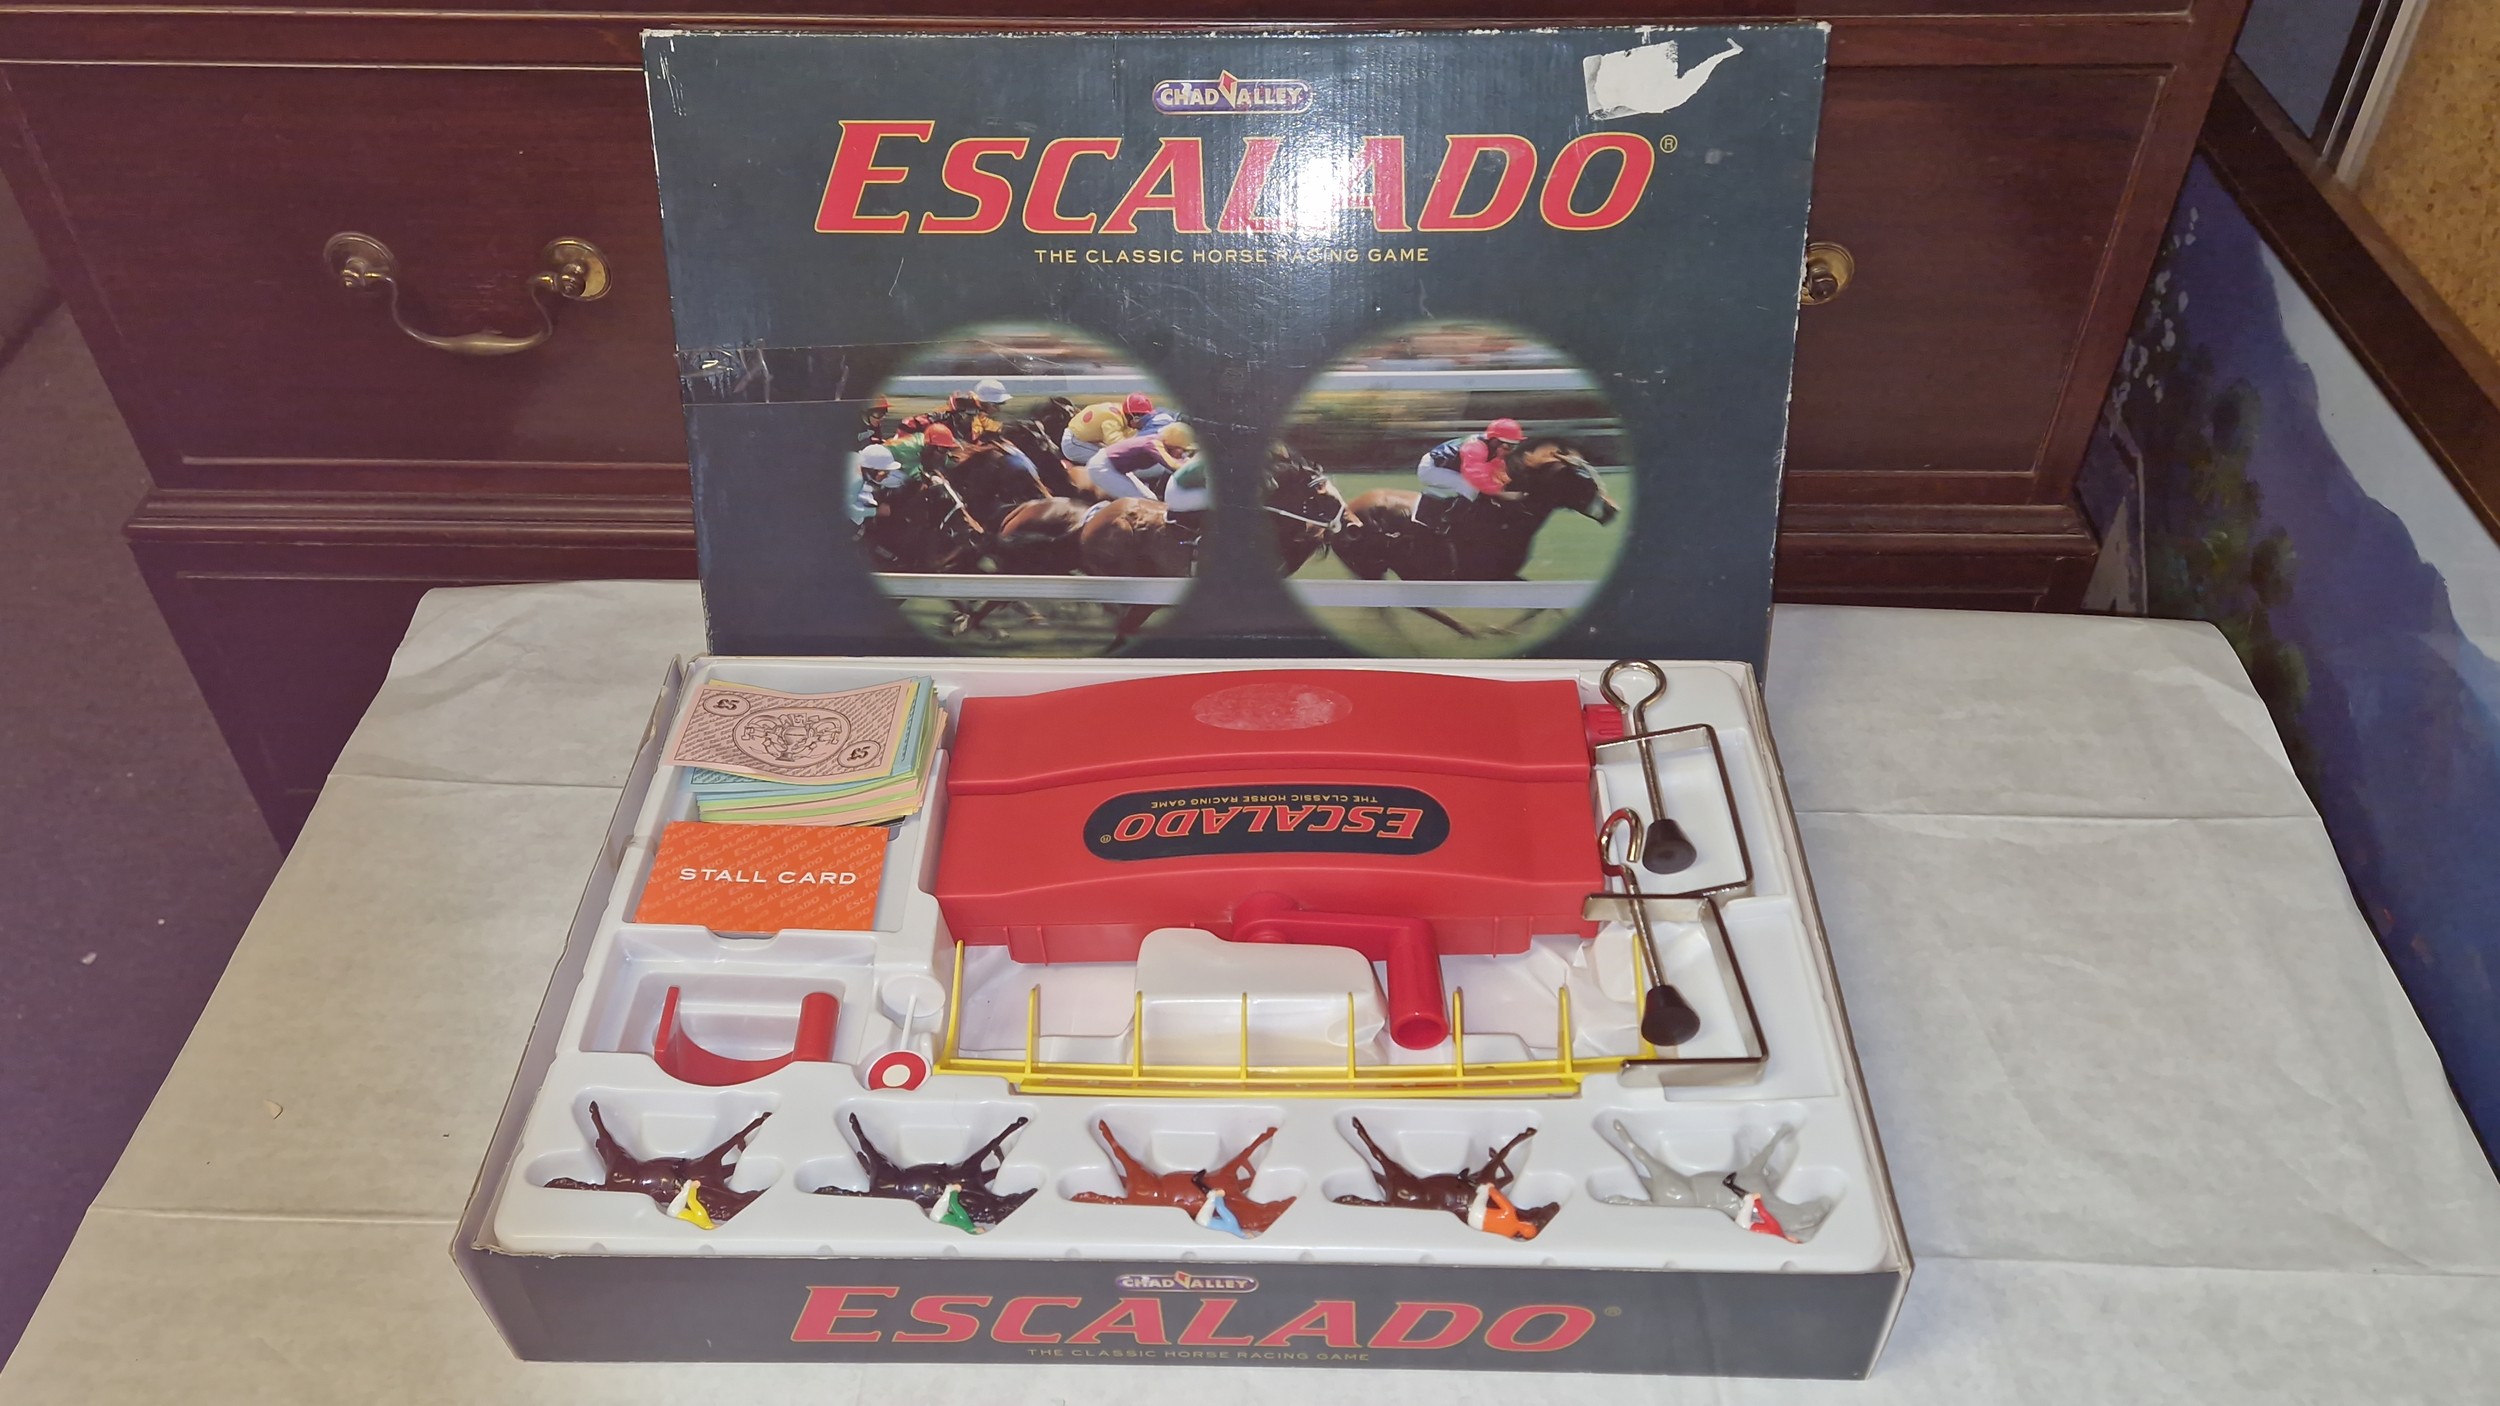 CHAD VALLEY
ESCALADO®
THE CLASSIC HORSE RACING GAME
£5
£5
ESCALADO®
THE CLASSIC HORSE RACING GAME
STALL CARD
CHAD VALLEY
ESCALADO®
THE CLASSIC HORSE RACING GAME